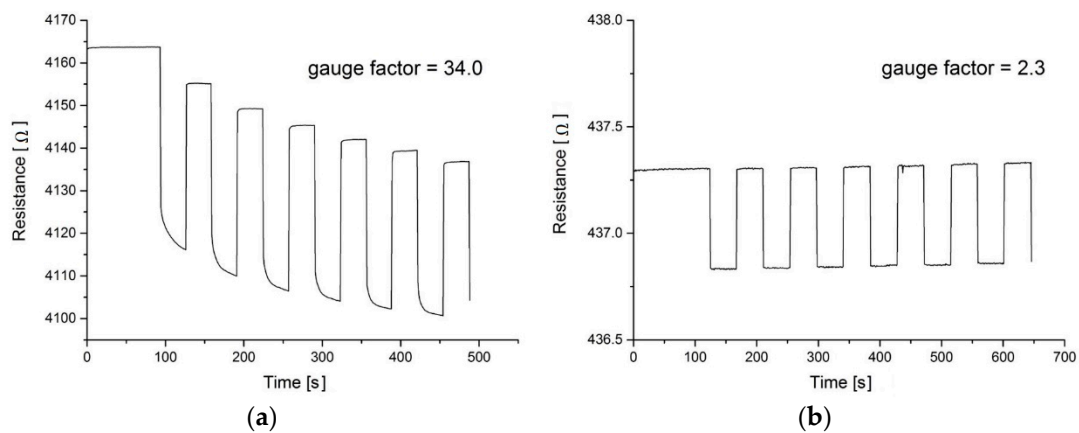 4170
4160
4150
4140
4130
4120
4110
4100
Resistance [Ω]
gauge factor = 34.0
0 100 200 300 400 500
Time [s]
(a)
438.0
437.5
437.0
436.5
Resistance [Ω]
gauge factor = 2.3
0 100 200 300 400 500 600 700
Time [s]
(b)